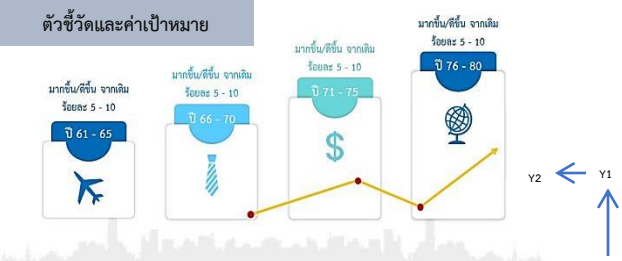 ตัวชี้วัดและค่าเป้าหมาย
มากขึ้น/ดีขึ้น จากเดิม
ร้อยละ 5 - 10
ปี 61 - 65
มากขึ้น/ดีขึ้น จากเดิม
ร้อยละ 5 - 10
ปี 66 - 70
มากขึ้น/ดีขึ้น จากเดิม
ร้อยละ 5 - 10
ปี 71 - 75
$
มากขึ้น/ดีขึ้น จากเดิม
ร้อยละ 5 - 10
ปี 76 - 80
Y2
Y1